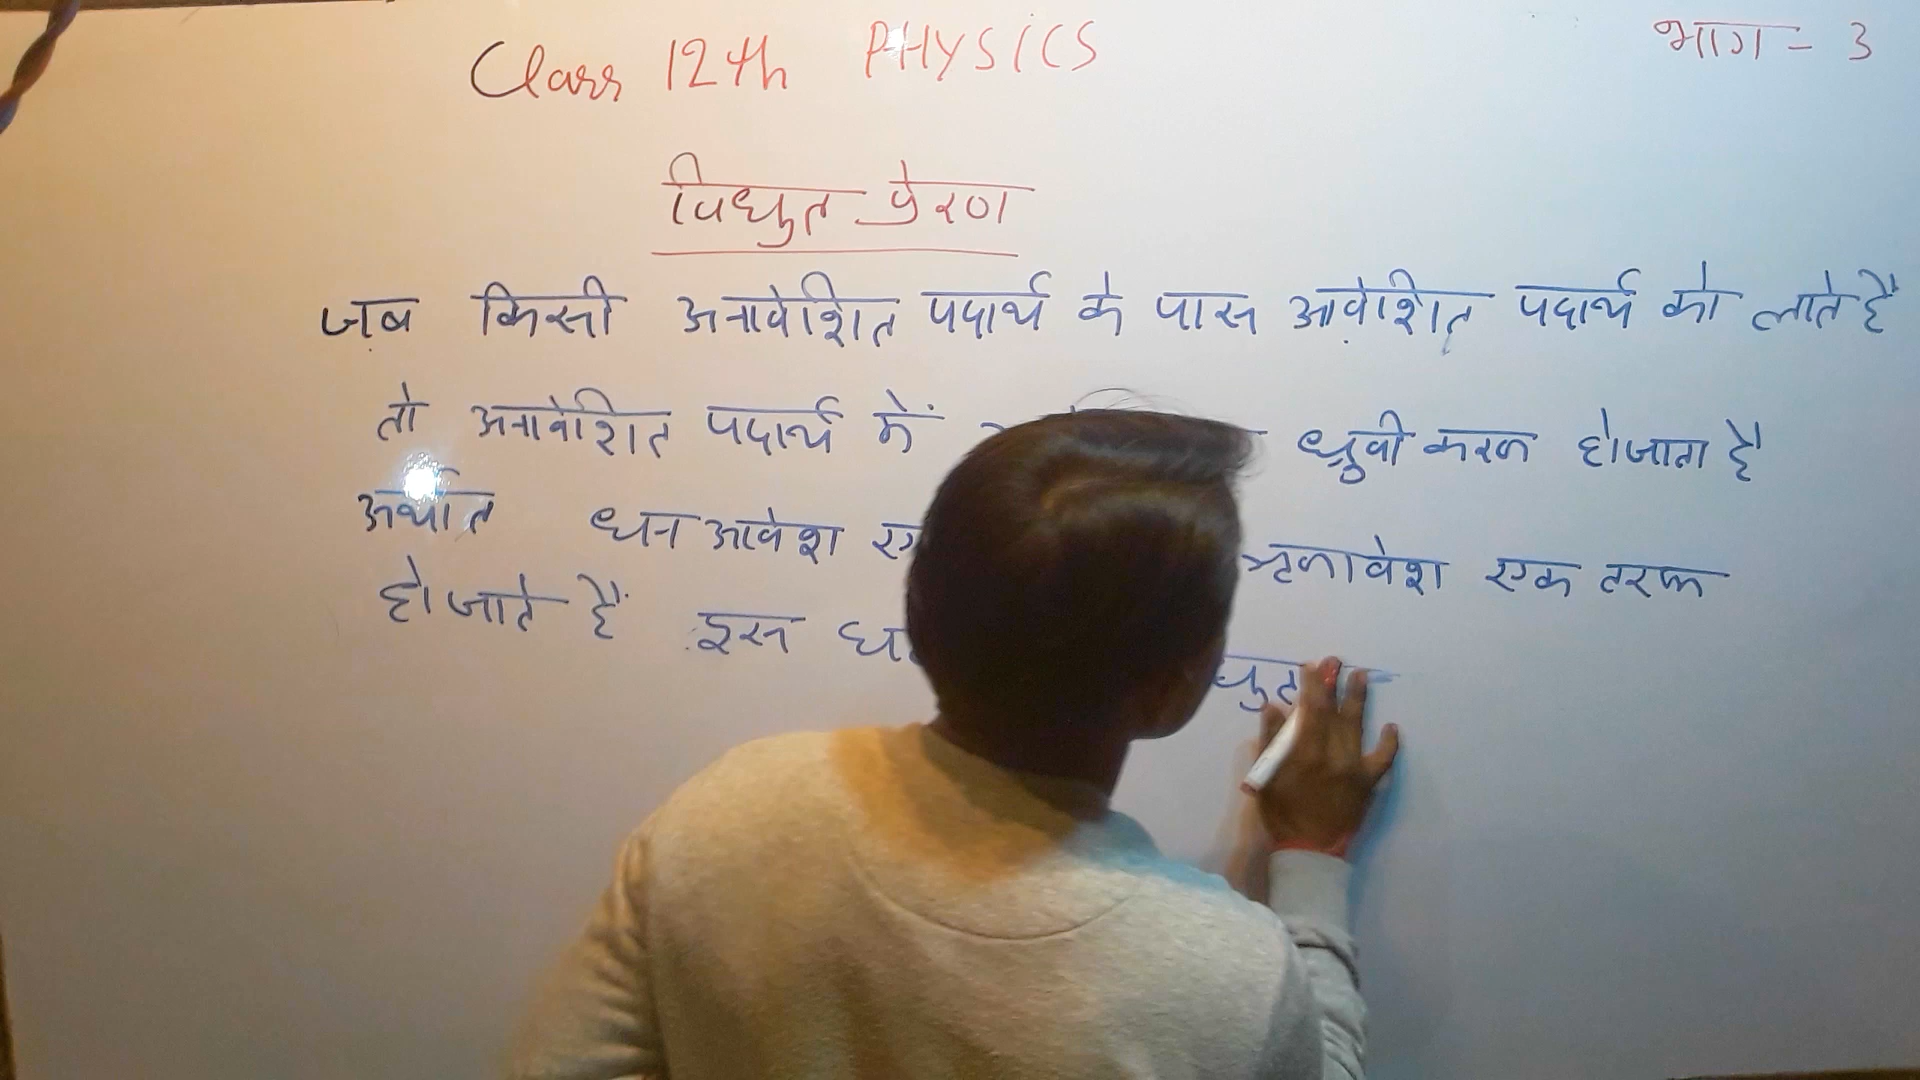 Class 12th PHYSICS
भाग - 3
विधुत प्रेरण
जब किसी अनावेशित पदार्थ के पास आवेशित पदार्थ को लाते है
तो अनावेशित पदार्थ में ध्रुवीकरण हो जाता है
अर्थात धन आवेश ऋणावेश एक तरफ
हो जाते हैं इस